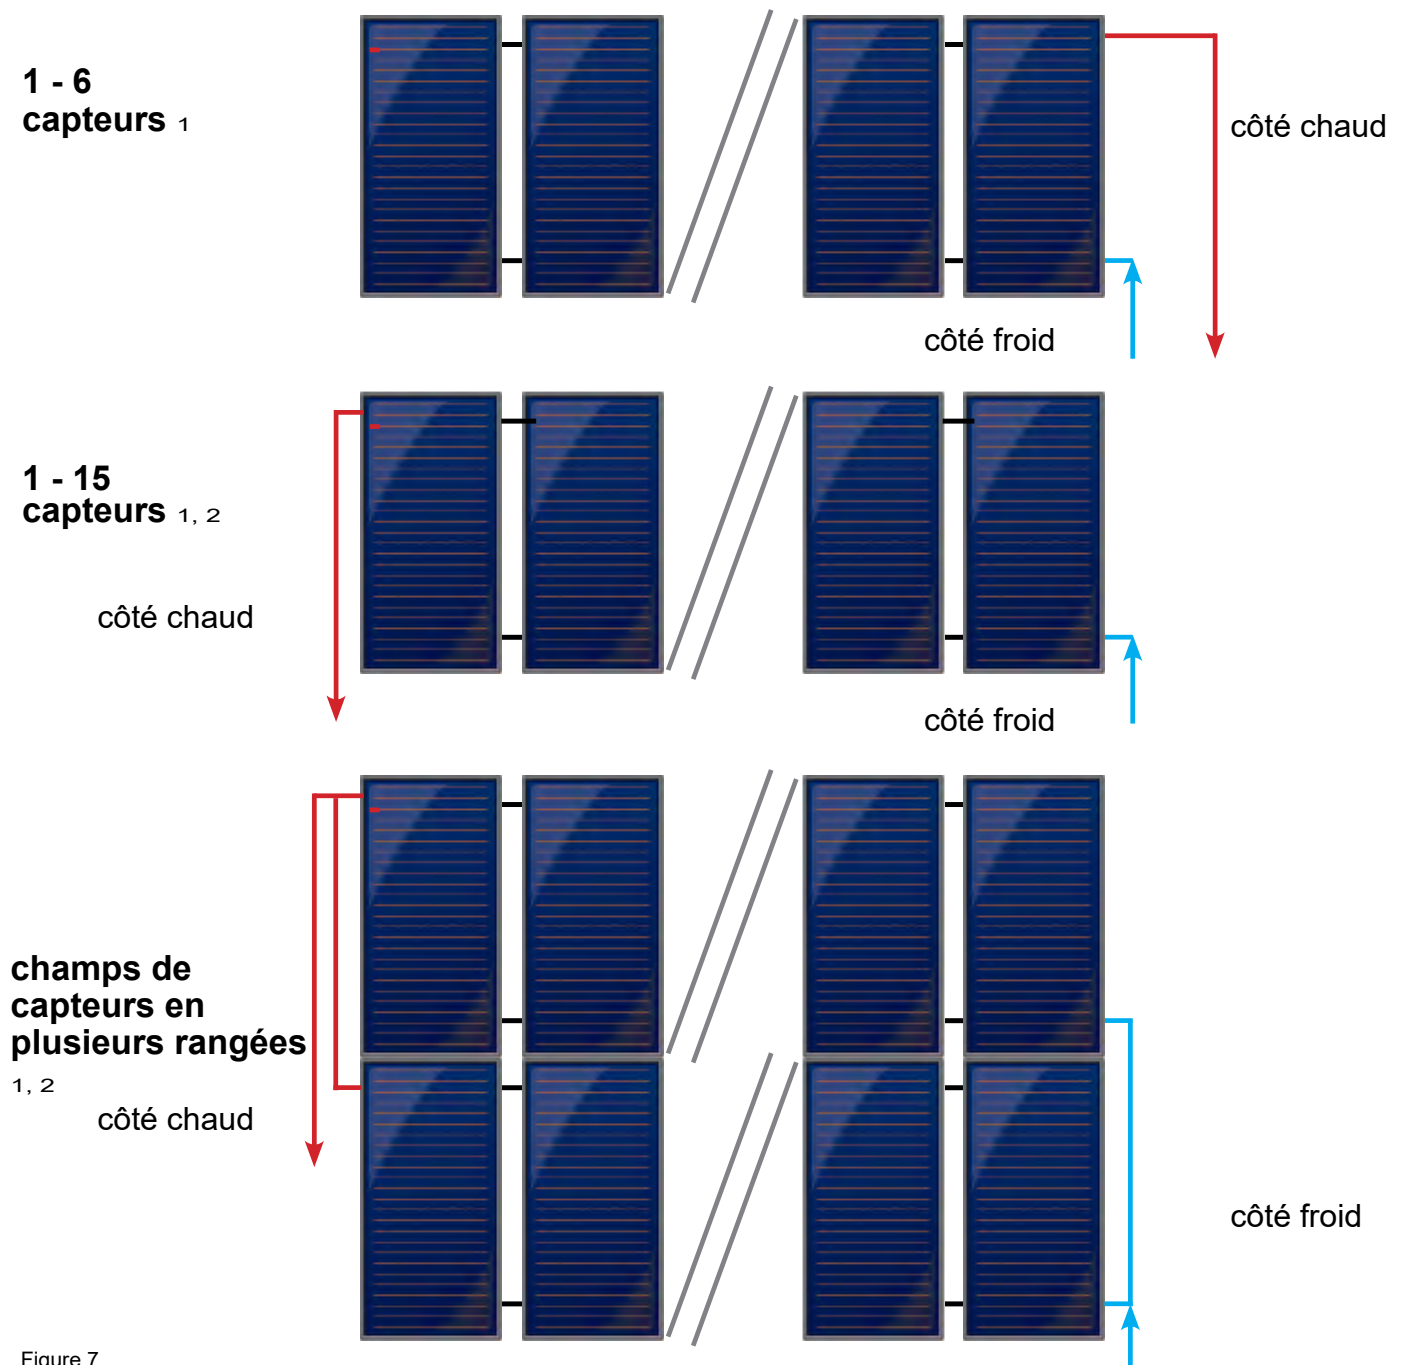 1 - 6
capteurs 1
côté chaud
côté froid
1 - 15
capteurs 1, 2
côté chaud
côté froid
champs de
capteurs en
plusieurs rangées
1, 2
côté chaud
côté froid
Figure 7